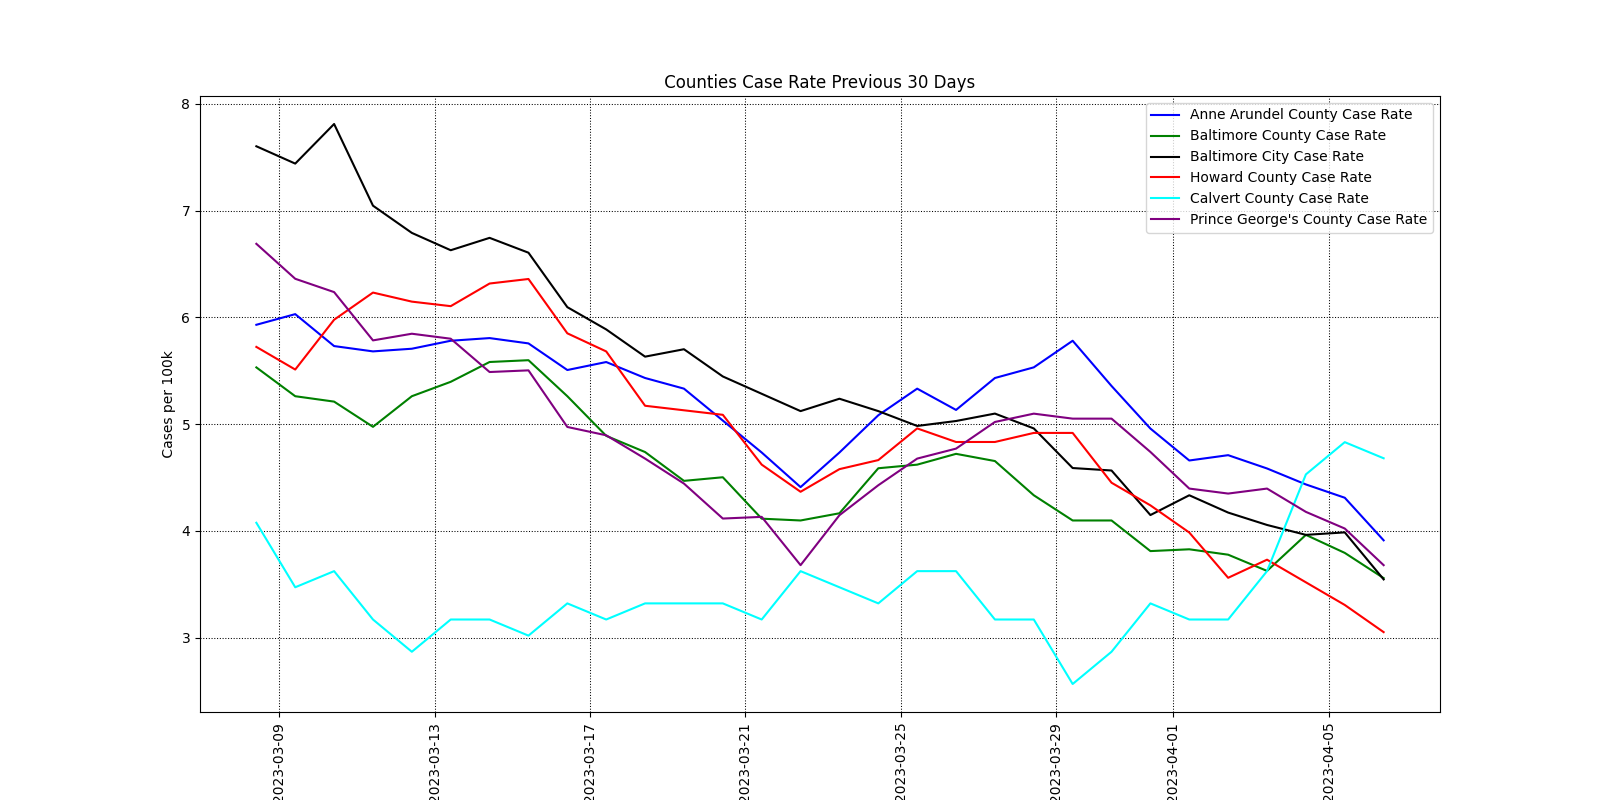 Counties Case Rate Previous 30 Days
8
7
6
5
4
3
Cases per 100k
Anne Arundel County Case Rate
Baltimore County Case Rate
Baltimore City Case Rate
Howard County Case Rate
Calvert County Case Rate
Prince George's County Case Rate
2023-03-09
2023-03-13
2023-03-17
2023-03-21
2023-03-25
2023-03-29
2023-04-01
2023-04-05